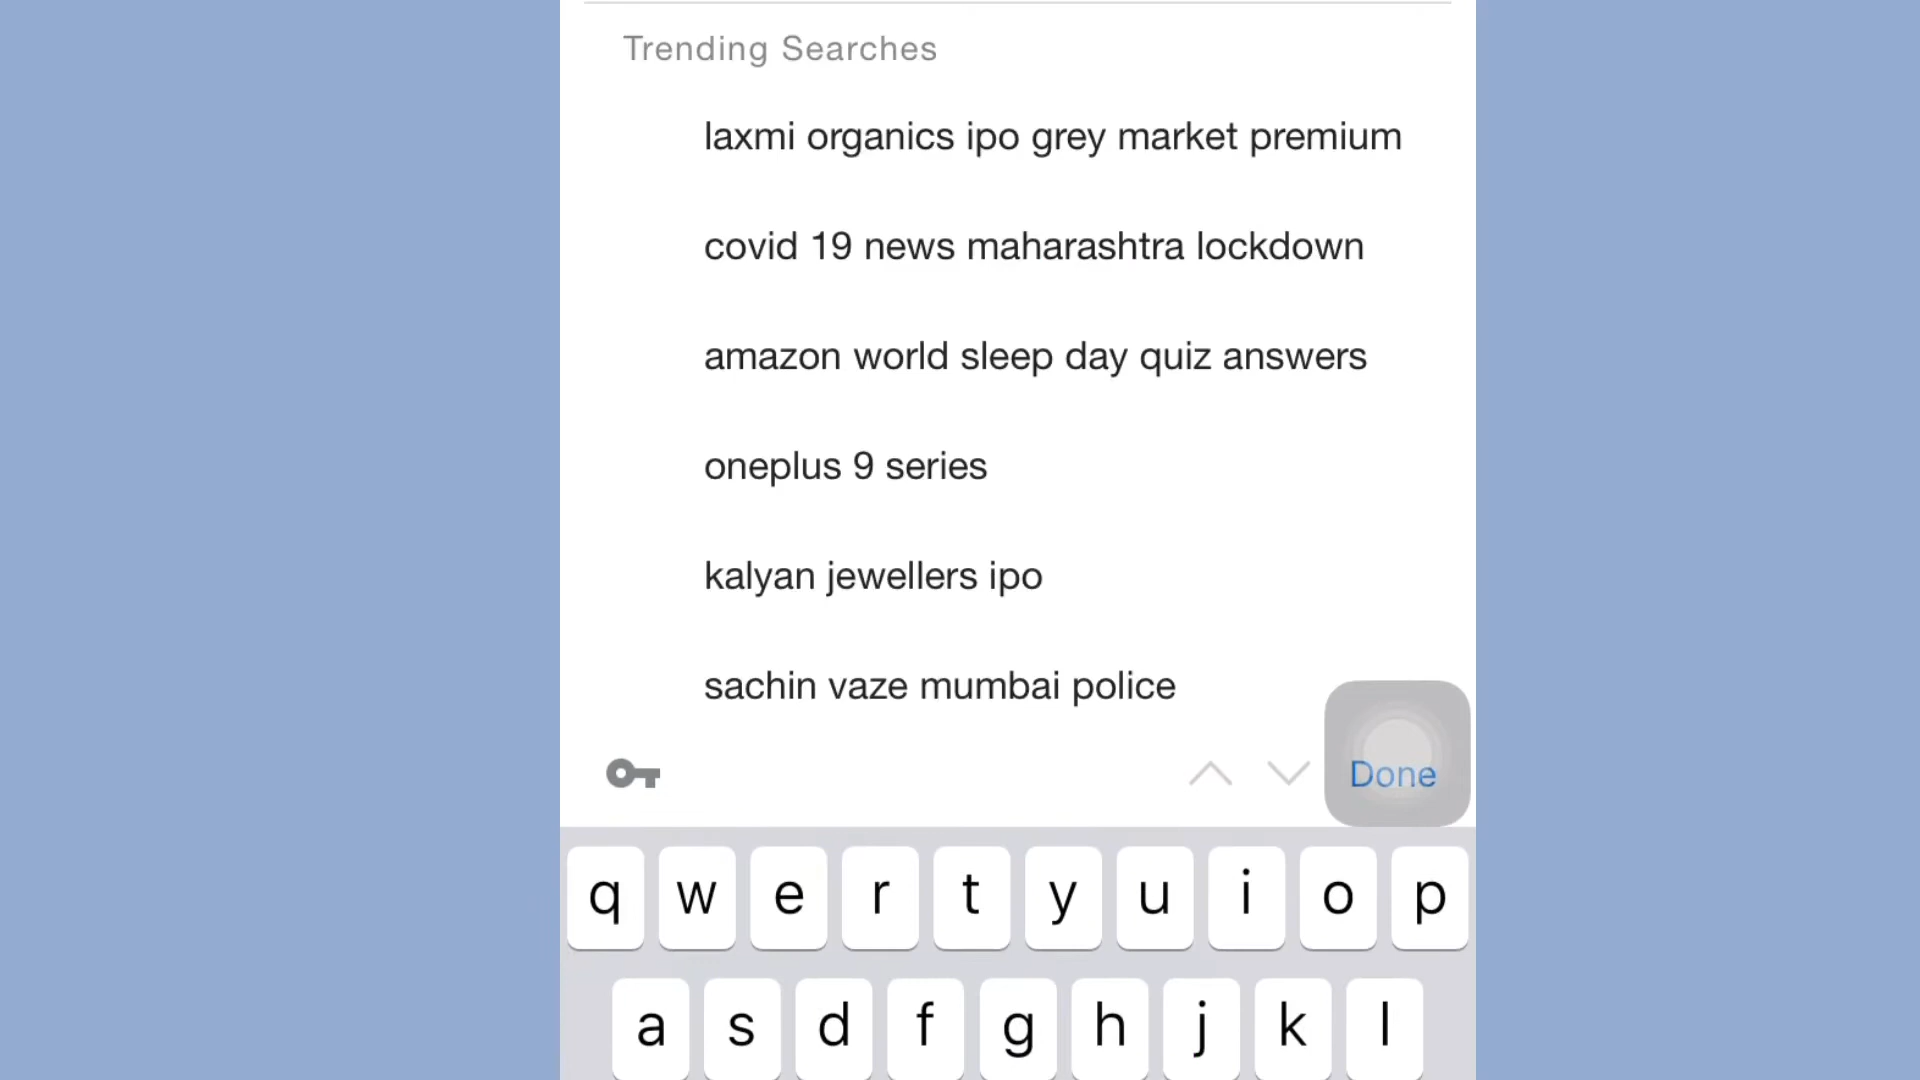 Trending Searches
laxmi organics ipo grey market premium
covid 19 news maharashtra lockdown
amazon world sleep day quiz answers
oneplus 9 series
kalyan jewellers ipo
sachin vaze mumbai police
Done
q w e r t y u i o p
a s d f g h j k l